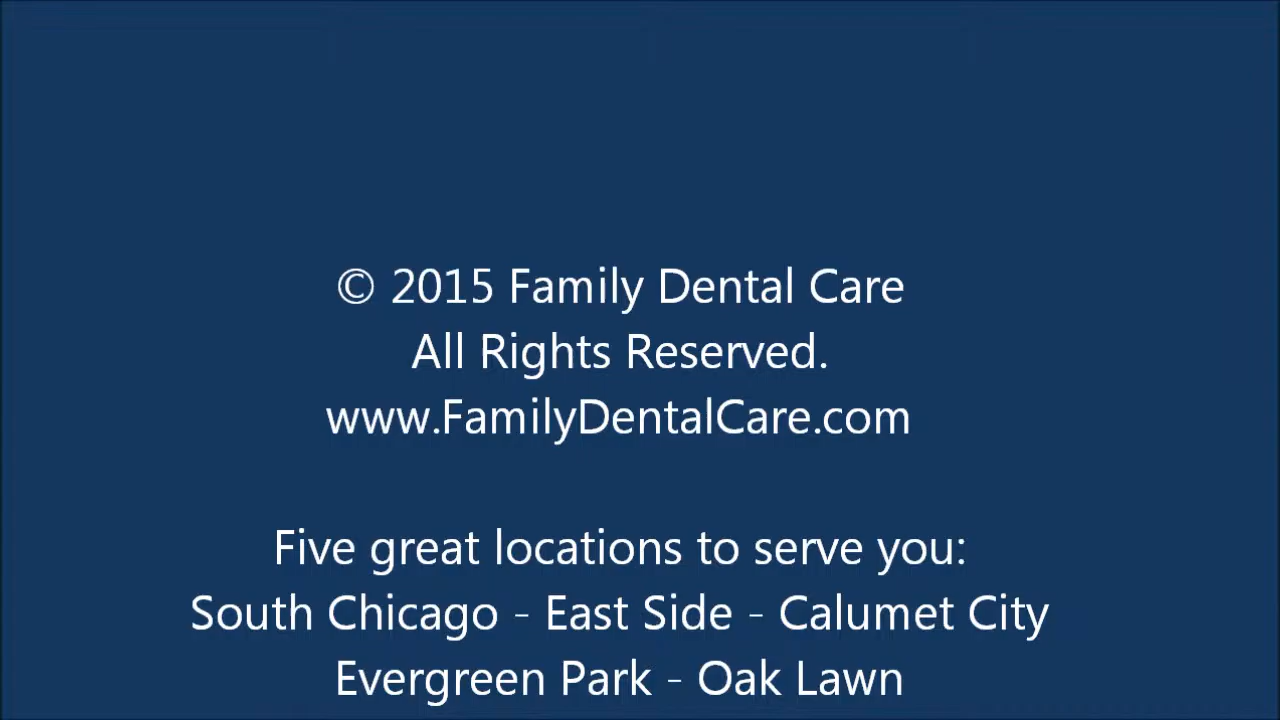 © 2015 Family Dental Care
All Rights Reserved.
www.FamilyDentalCare.com
Five great locations to serve you:
South Chicago - East Side - Calumet City
Evergreen Park - Oak Lawn